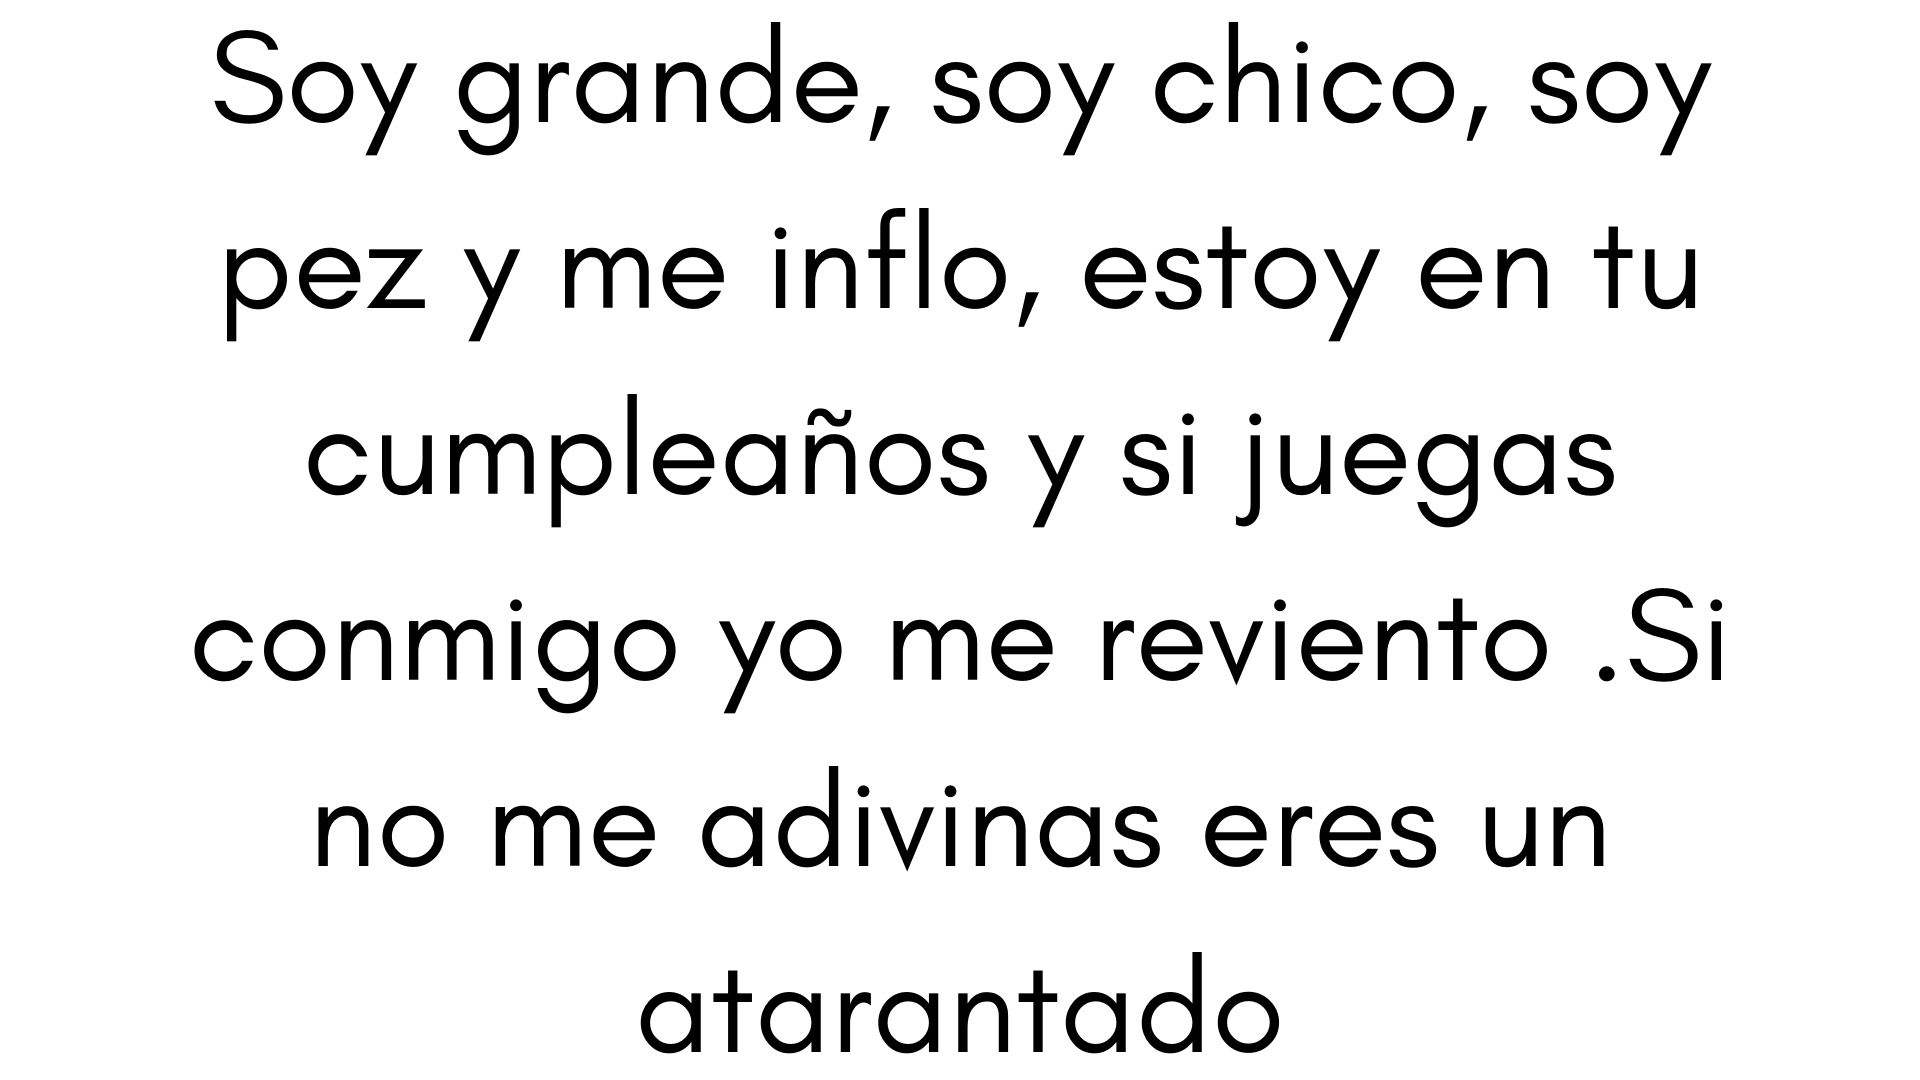 Soy grande, soy chico, soy
pez y me inflo, estoy en tu
cumpleaños y si juegas
conmigo yo me reviento .Si
no me adivinas eres un
atarantado